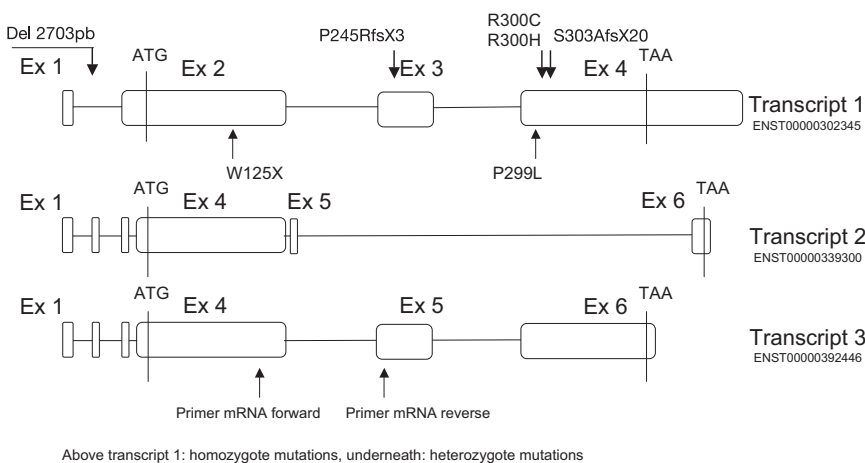 Del 2703pb
P245RfsX3
R300C
R300H
S303AfsX20
Ex 1
ATG
Ex 2
Ex 3
Ex 4
TAA
Transcript 1
ENST00000302345
W125X
P299L
Ex 1
ATG
Ex 4
Ex 5
Ex 6
TAA
Transcript 2
ENST00000339300
Ex 1
ATG
Ex 4
Ex 5
Ex 6
TAA
Transcript 3
ENST00000392446
Primer mRNA forward
Primer mRNA reverse
Above transcript 1: homozygote mutations, underneath: heterozygote mutations